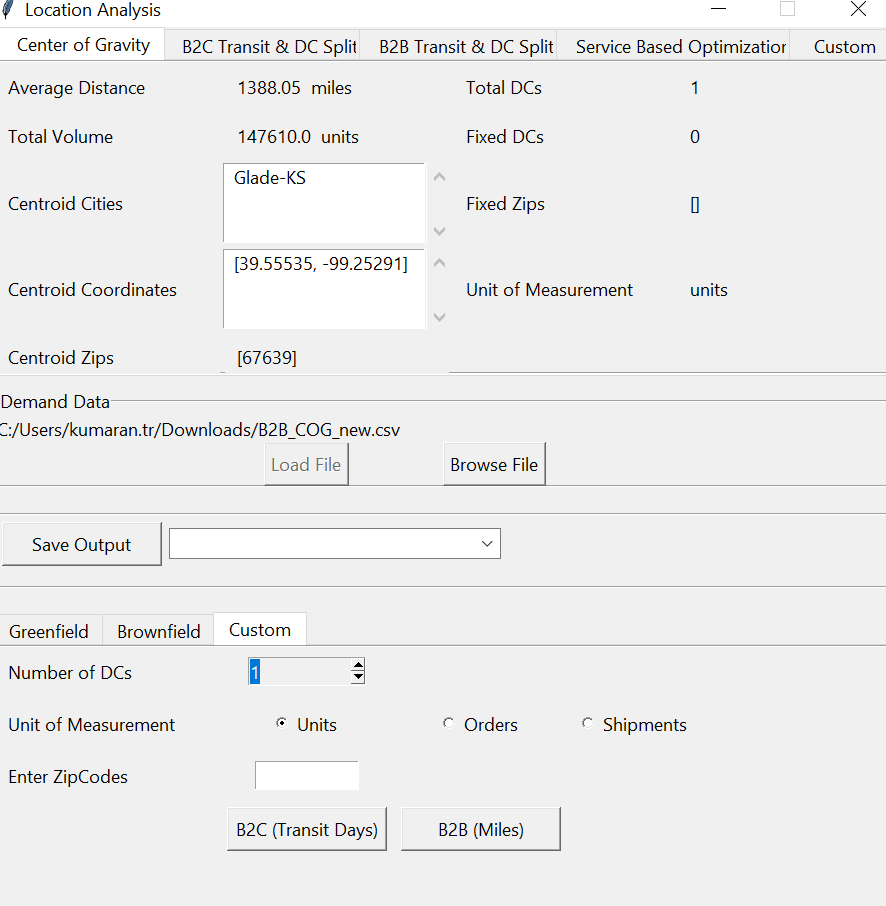 Location Analysis
Center of Gravity B2C Transit & DC Split B2B Transit & DC Split Service Based Optimization Custom
Average Distance 1388.05 miles Total DCs 1
Total Volume 147610.0 units Fixed DCs 0
Glade-KS
Centroid Cities Fixed Zips []
[39.55535, -99.25291]
Centroid Coordinates Unit of Measurement units
Centroid Zips [67639]
Demand Data
C:/Users/kumaran.tr/Downloads/B2B_COG_new.csv
Load File Browse File
Save Output
Greenfield Brownfield Custom
Number of DCs 1
Unit of Measurement Units Orders Shipments
Enter ZipCodes
B2C (Transit Days) B2B (Miles)